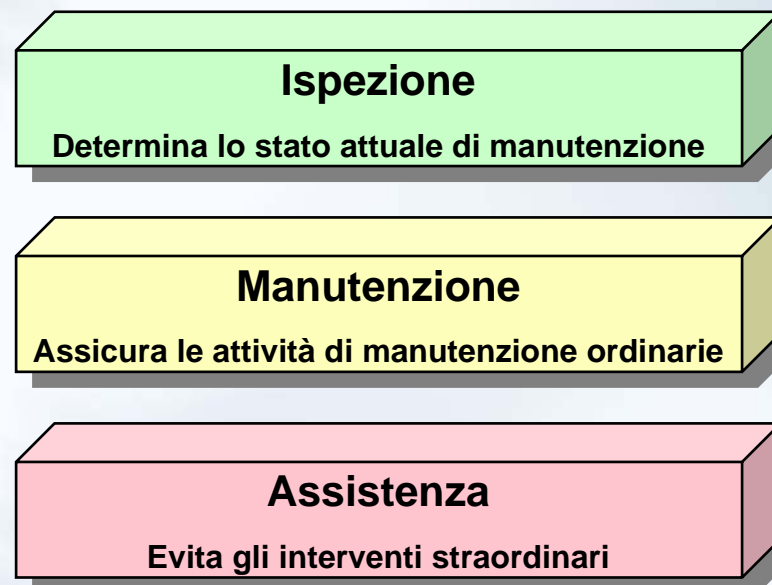 Ispezione
Determina lo stato attuale di manutenzione
Manutenzione
Assicura le attività di manutenzione ordinarie
Assistenza
Evita gli interventi straordinari